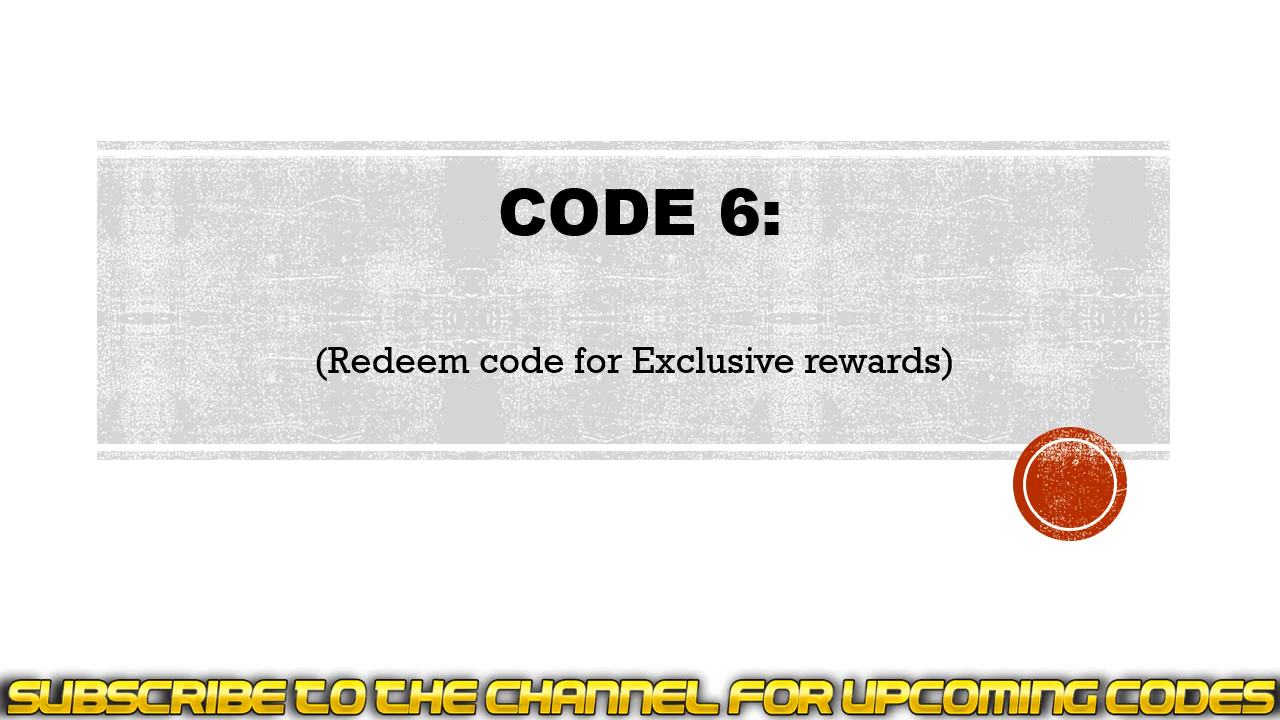 CODE 6:
(Redeem code for Exclusive rewards)
SUBSCRIBE TO THE CHANNEL FOR UPCOMING CODES